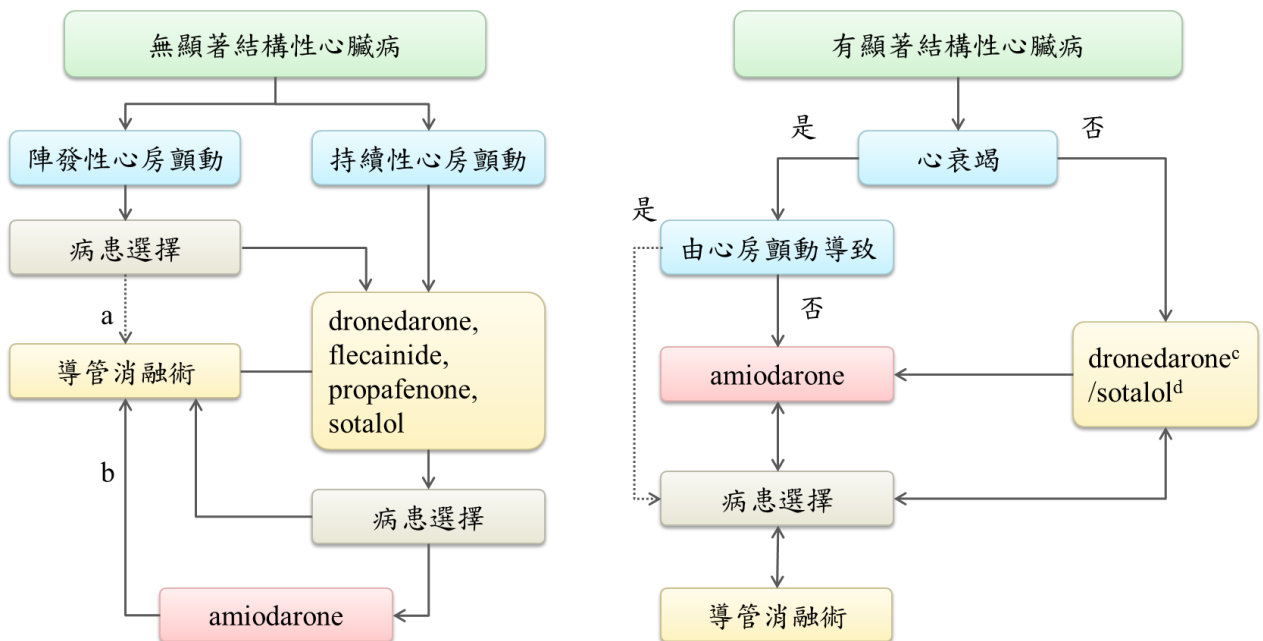 無顯著結構性心臟病
陣發性心房顫動
持續性心房顫動
病患選擇
a
導管消融術
dronedarone,
flecainide,
propafenone,
sotalol
b
病患選擇
amiodarone
有顯著結構性心臟病
是
否
心衰竭
是
由心房顫動導致
否
amiodarone
dronedaroneᶜ
/sotalolᵈ
病患選擇
導管消融術